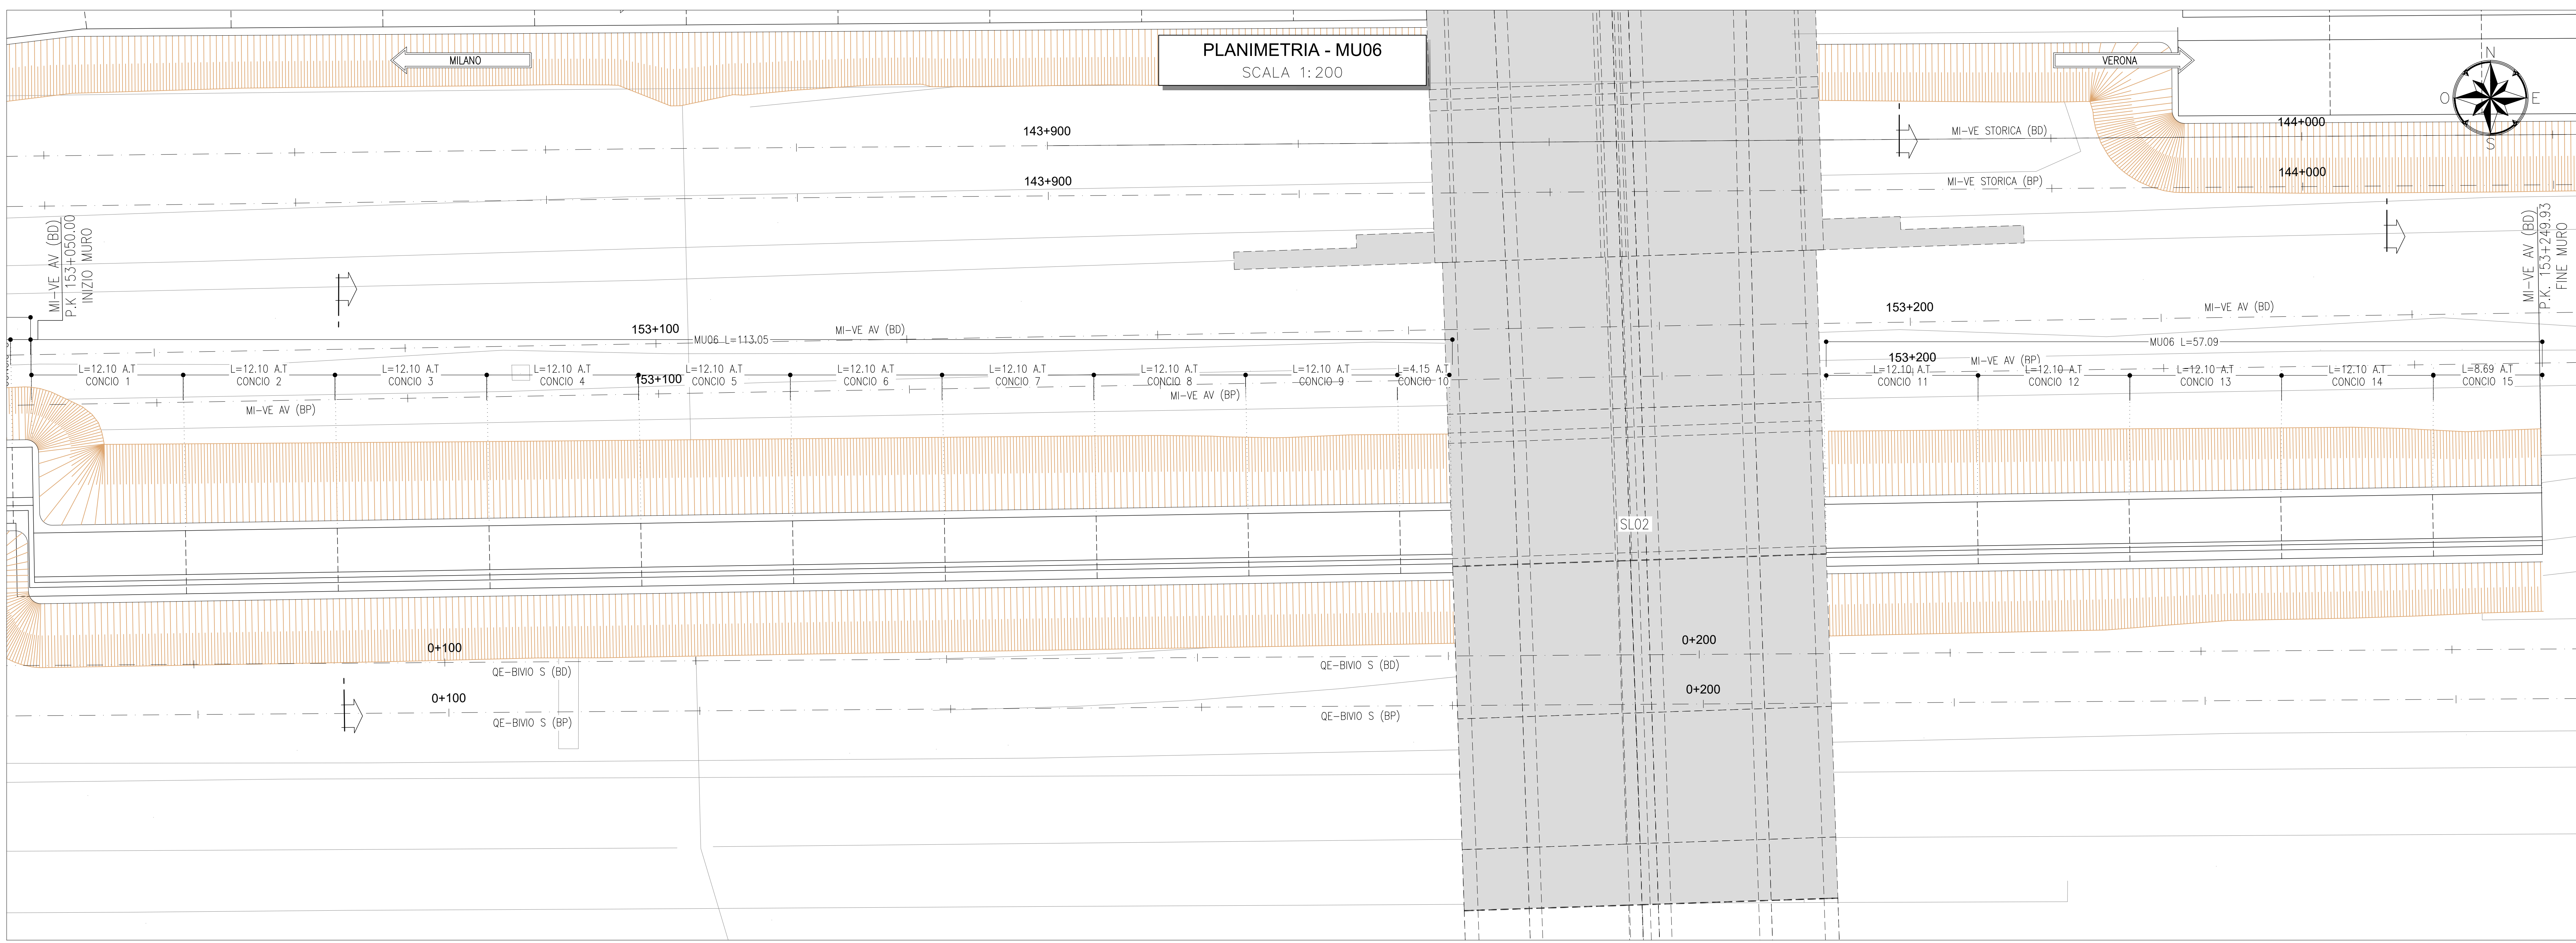 PLANIMETRIA - MU06
SCALA 1:200
MILANO
VERONA
N
O
E
S
143+900
MI-VE STORICA (BD)
144+000
143+900
MI-VE STORICA (BP)
144+000
MI-VE AV (BD)
P.K 153+050.00
INIZIO MURO
MI-VE AV (BD)
P.K. 153+249.93
FINE MURO
153+100
MI-VE AV (BD)
153+200
MI-VE AV (BD)
MU06 L=113.05
MU06 L=57.09
153+200
MI-VE AV (BP)
L=12.10 A.T
CONCIO 1
L=12.10 A.T
CONCIO 2
L=12.10 A.T
CONCIO 3
L=12.10 A.T
CONCIO 4
153+100
L=12.10 A.T
CONCIO 5
L=12.10 A.T
CONCIO 6
L=12.10 A.T
CONCIO 7
L=12.10 A.T
CONCIO 8
L=12.10 A.T
CONCIO 9
L=4.15 A.T
CONCIO 10
L=12.10 A.T
CONCIO 11
L=12.10 A.T
CONCIO 12
L=12.10 A.T
CONCIO 13
L=12.10 A.T
CONCIO 14
L=8.69 A.T
CONCIO 15
MI-VE AV (BP)
MI-VE AV (BP)
SL02
0+100
QE-BIVIO S (BD)
QE-BIVIO S (BD)
0+200
0+100
QE-BIVIO S (BP)
QE-BIVIO S (BP)
0+200